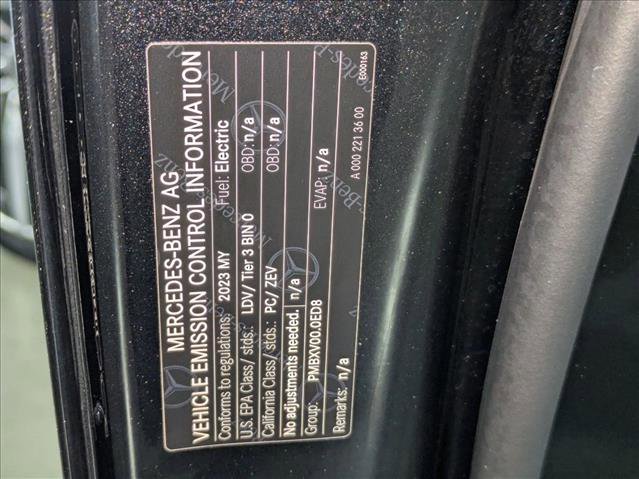 MERCEDES-BENZ AG
VEHICLE EMISSION CONTROL INFORMATION
Conforms to regulations: 2023 MY Fuel: Electric
U.S. EPA Class/ stds.: LDV/ Tier 3 BIN 0 OBD: n/a
California Class/ stds.: PC/ ZEV OBD: n/a
No adjustments needed. n/a
Group: PMBXV00.0ED8 EVAP: n/a
Remarks: n/a
A 000 221 36 00
E000163